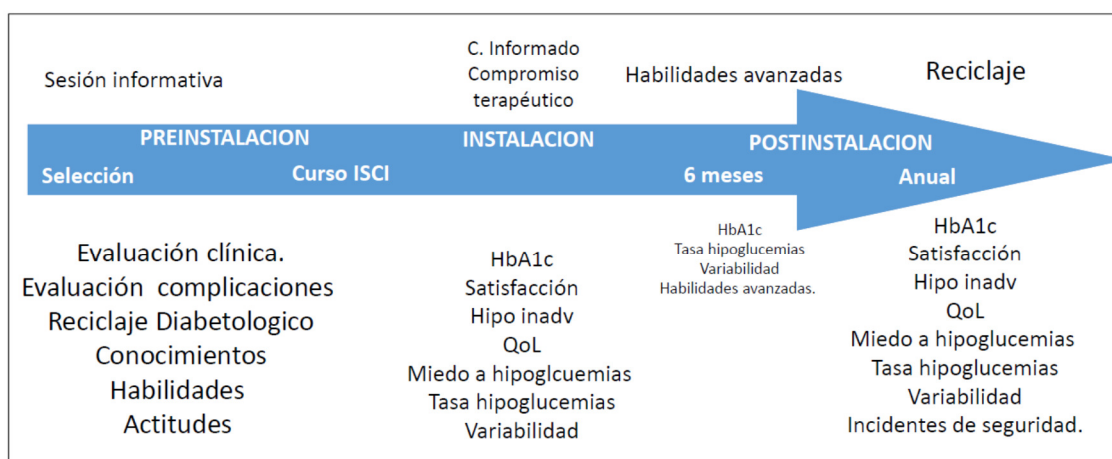 Sesión informativa
C. Informado
Compromiso
terapéutico
Habilidades avanzadas
Reciclaje
PREINSTALACION
INSTALACION
POSTINSTALACION
Selección
Curso ISCI
6 meses
Anual
Evaluación clínica.
Evaluación complicaciones
Reciclaje Diabetologico
Conocimientos
Habilidades
Actitudes
HbA1c
Satisfacción
Hipo inadv
QoL
Miedo a hipoglcuemias
Tasa hipoglucemias
Variabilidad
HbA1c
Tasa hipoglucemias
Variabilidad
Habilidades avanzadas.
HbA1c
Satisfacción
Hipo inadv
QoL
Miedo a hipoglucemias
Tasa hipoglucemias
Variabilidad
Incidentes de seguridad.